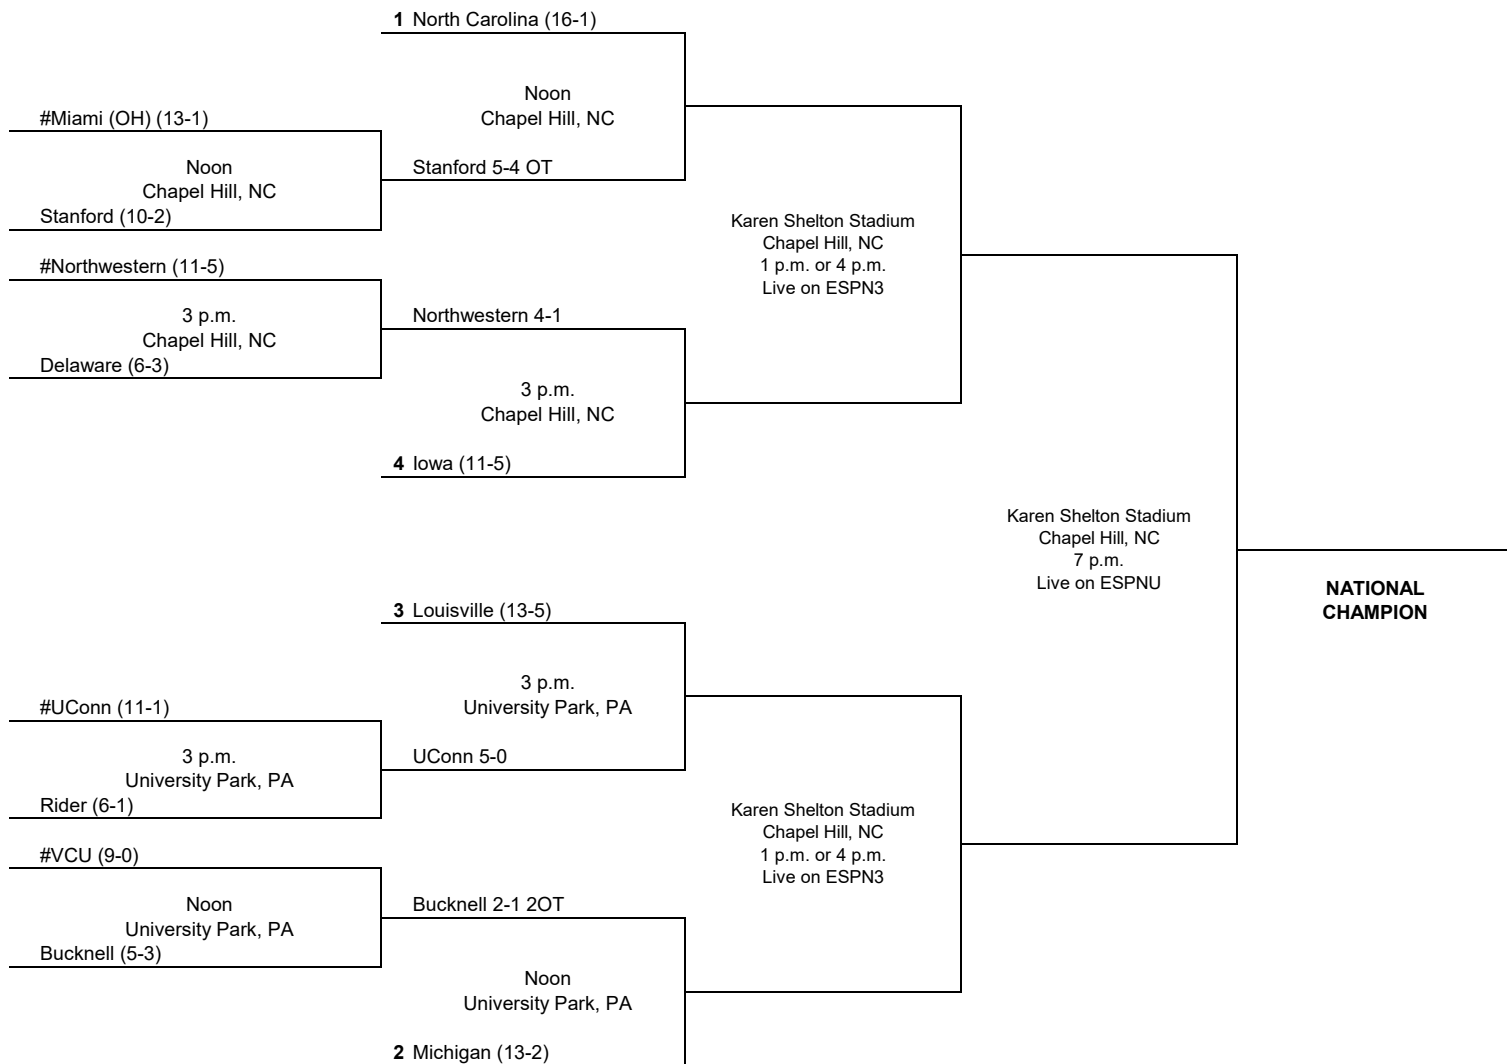 1 North Carolina (16-1)
Noon
Chapel Hill, NC
#Miami (OH) (13-1)
Noon
Chapel Hill, NC
Stanford 5-4 OT
Stanford (10-2)
Karen Shelton Stadium
Chapel Hill, NC
1 p.m. or 4 p.m.
Live on ESPN3
#Northwestern (11-5)
3 p.m.
Chapel Hill, NC
Northwestern 4-1
Delaware (6-3)
3 p.m.
Chapel Hill, NC
4 Iowa (11-5)
Karen Shelton Stadium
Chapel Hill, NC
7 p.m.
Live on ESPNU
NATIONAL
CHAMPION
3 Louisville (13-5)
3 p.m.
University Park, PA
#UConn (11-1)
3 p.m.
University Park, PA
UConn 5-0
Rider (6-1)
Karen Shelton Stadium
Chapel Hill, NC
1 p.m. or 4 p.m.
Live on ESPN3
#VCU (9-0)
Noon
University Park, PA
Bucknell 2-1 2OT
Bucknell (5-3)
Noon
University Park, PA
2 Michigan (13-2)